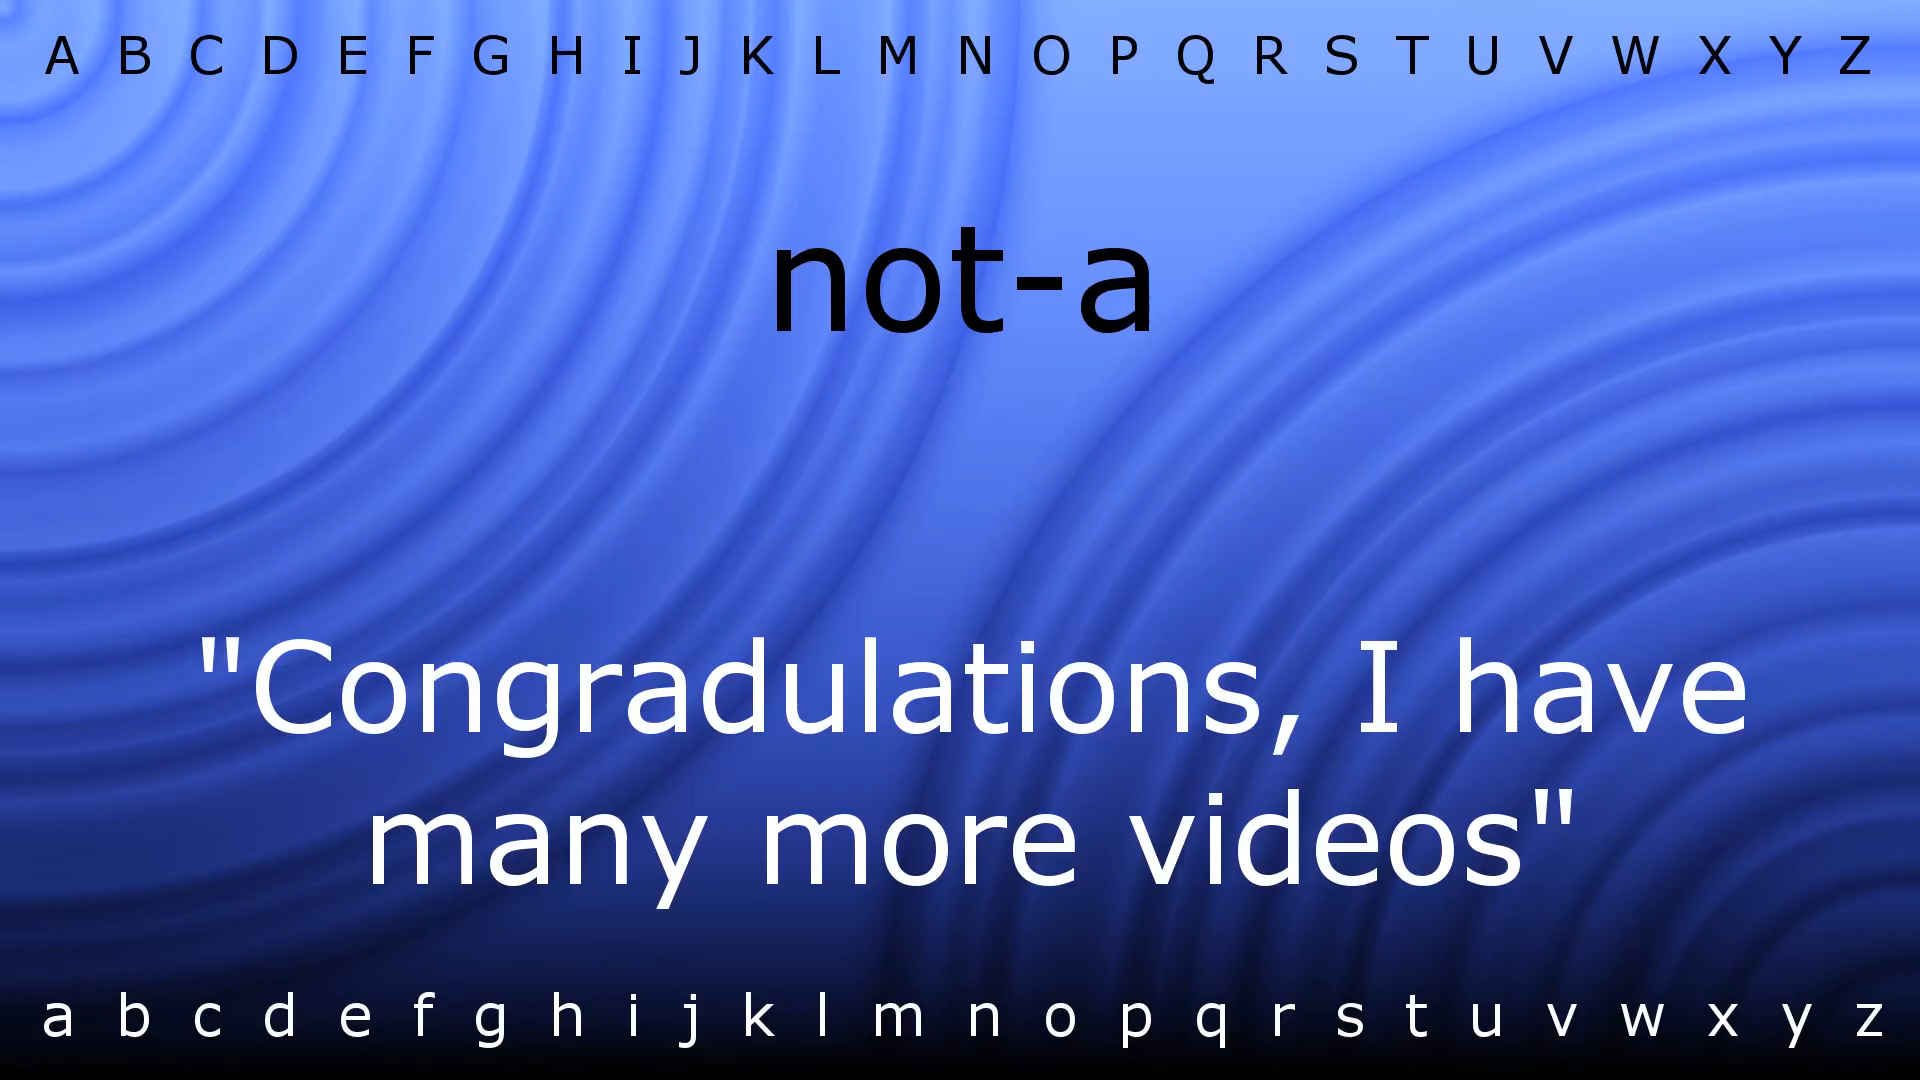 A B C D E F G H I J K L M N O P Q R S T U V W X Y Z
not-a
"Congradulations, I have
many more videos"
a b c d e f g h i j k l m n o p q r s t u v w x y z